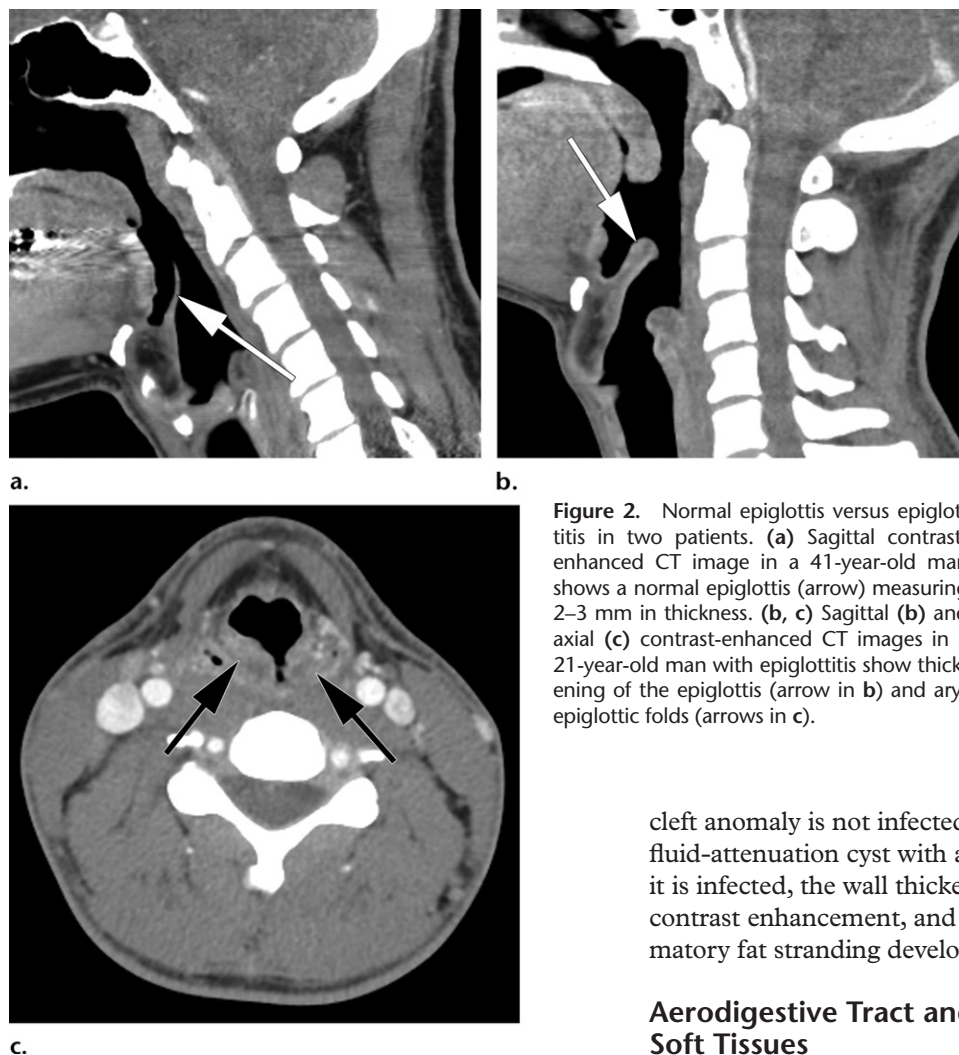 a.
b.
Figure 2. Normal epiglottis versus epiglot-
titis in two patients. (a) Sagittal contrast-
enhanced CT image in a 41-year-old man
shows a normal epiglottis (arrow) measuring
2–3 mm in thickness. (b, c) Sagittal (b) and
axial (c) contrast-enhanced CT images in
21-year-old man with epiglottitis show thick-
ening of the epiglottis (arrow in b) and ary-
epiglottic folds (arrows in c).
cleft anomaly is not infected
fluid-attenuation cyst with a
it is infected, the wall thicke
contrast enhancement, and
matory fat stranding develo
Aerodigestive Tract and
Soft Tissues
c.